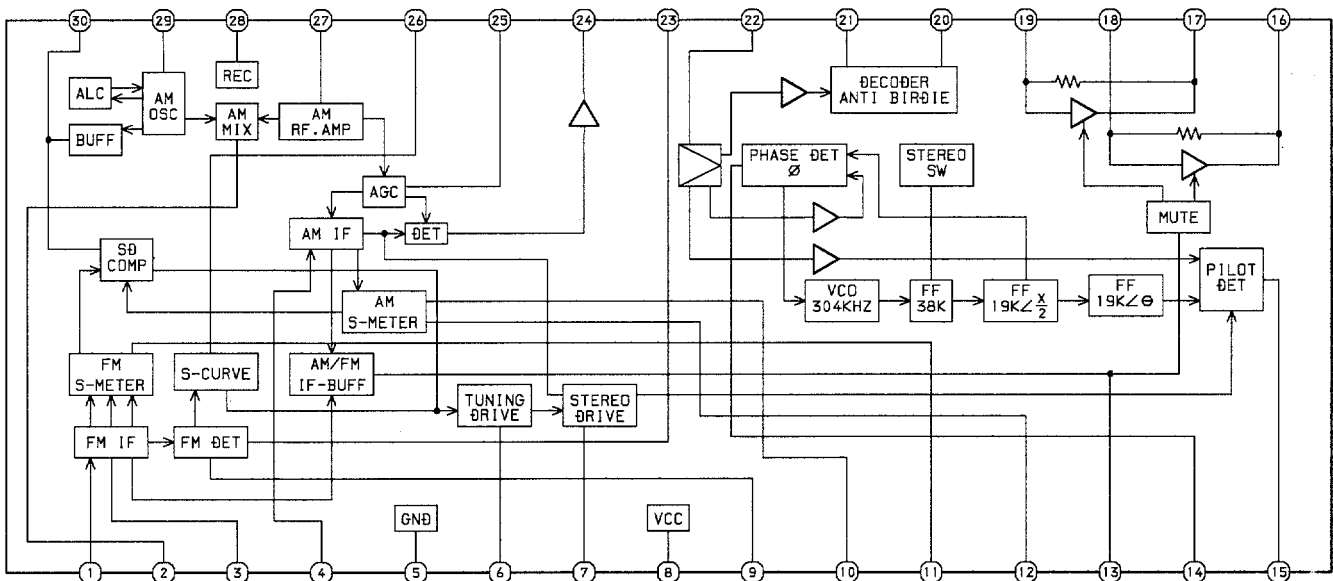 30 29 28 27 26 25 24 23 22 21 20 19 18 17 16
REC
ALC
AM
OSC
BUFF
AM
MIX
AM
RF.AMP
DECODER
ANTI BIRDIE
AGC
PHASE DET
Ø
STEREO
SW
AM IF
DET
MUTE
SD
COMP
AM
S-METER
VCO
304KHZ
FF
38K
FF
19K∠X/2
FF
19K∠Θ
PILOT
DET
FM
S-METER
S-CURVE
AM/FM
IF-BUFF
TUNING
DRIVE
STEREO
DRIVE
FM IF
FM DET
GND
VCC
1 2 3 4 5 6 7 8 9 10 11 12 13 14 15